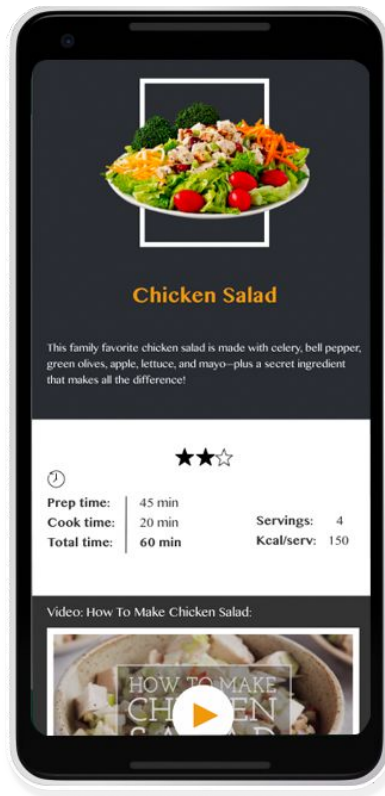 Chicken Salad
This family favorite chicken salad is made with celery, bell pepper,
green olives, apple, lettuce, and mayo—plus a secret ingredient
that makes all the difference!
Prep time: 45 min
Cook time: 20 min Servings: 4
Total time: 60 min Kcal/serv: 150
Video: How To Make Chicken Salad:
HOW TO MAKE